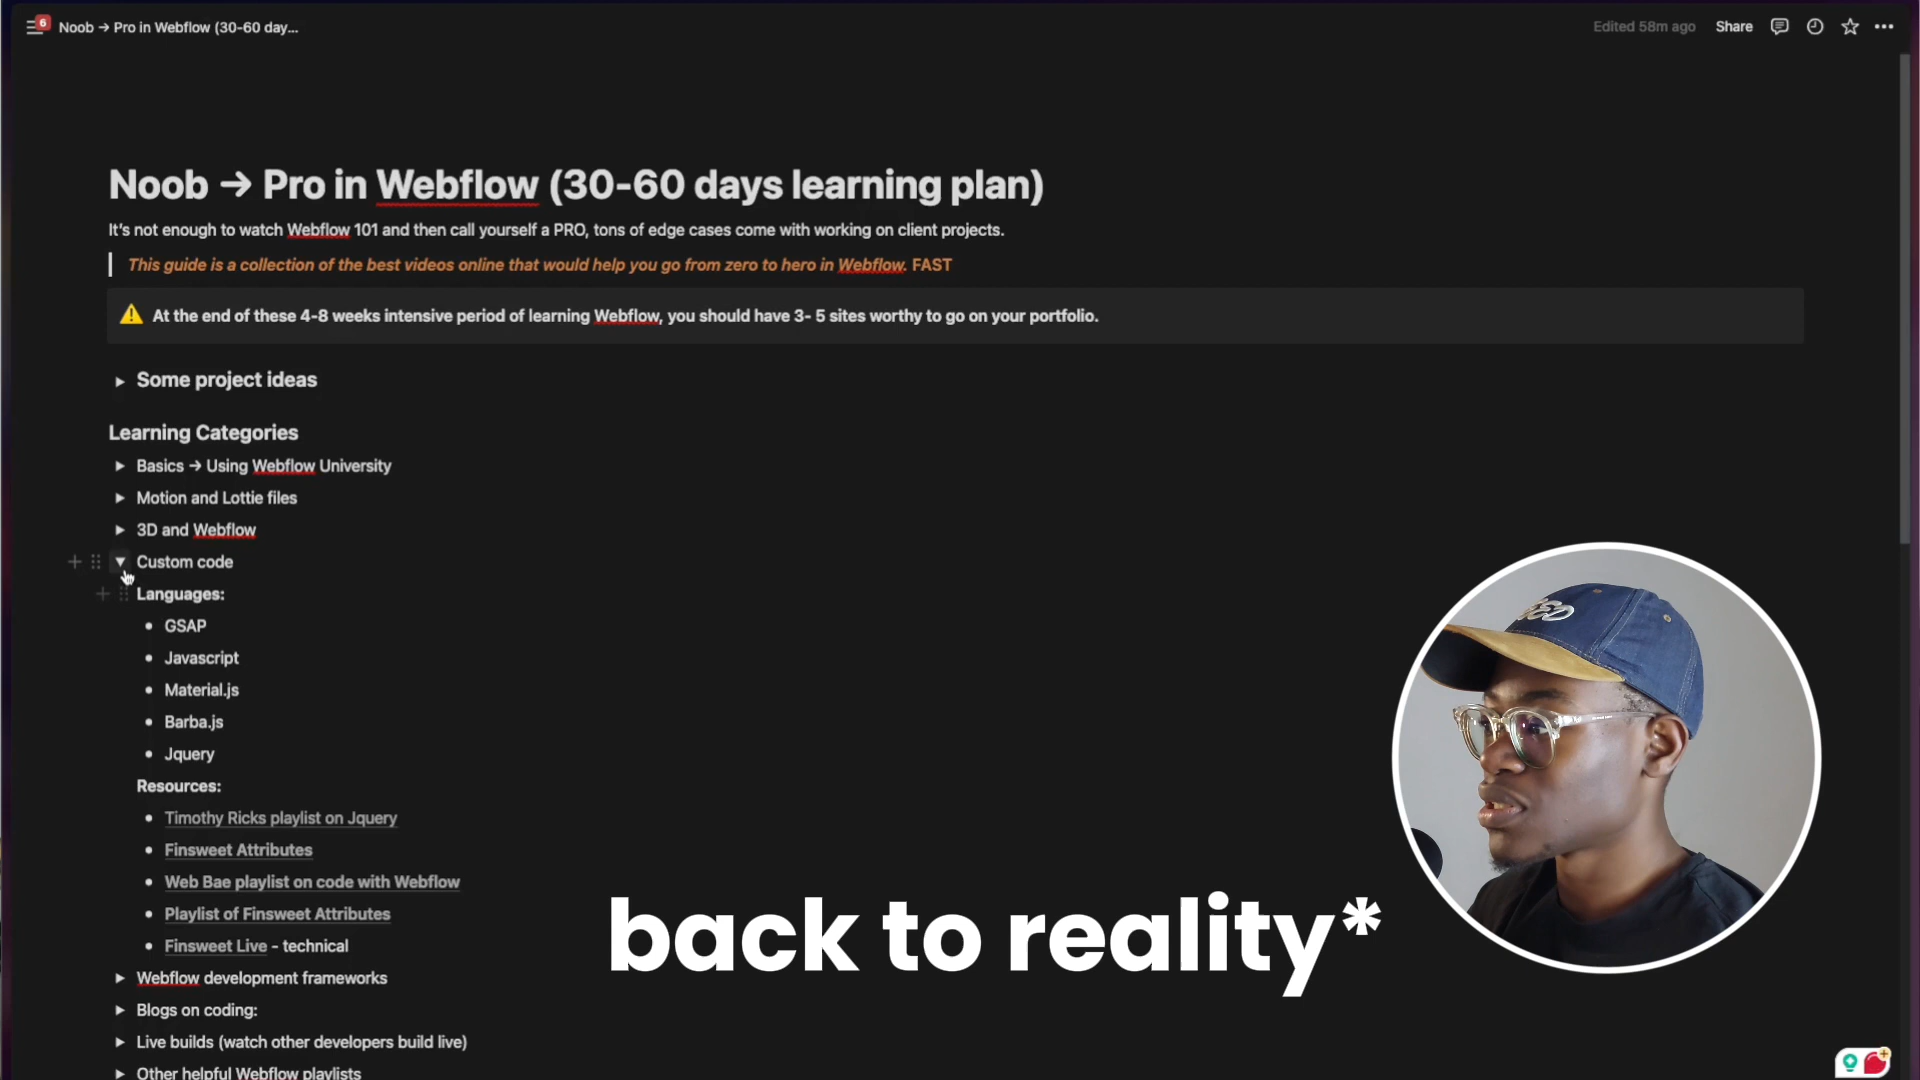 6
Noob → Pro in Webflow (30-60 day...
Edited 58m ago
Share
Noob → Pro in Webflow (30-60 days learning plan)
It's not enough to watch Webflow 101 and then call yourself a PRO, tons of edge cases come with working on client projects.
This guide is a collection of the best videos online that would help you go from zero to hero in Webflow. FAST
At the end of these 4-8 weeks intensive period of learning Webflow, you should have 3- 5 sites worthy to go on your portfolio.
Some project ideas
Learning Categories
Basics → Using Webflow University
Motion and Lottie files
3D and Webflow
Custom code
Languages:
GSAP
Javascript
Material.js
Barba.js
Jquery
Resources:
Timothy Ricks playlist on Jquery
Finsweet Attributes
Web Bae playlist on code with Webflow
Playlist of Finsweet Attributes
Finsweet Live - technical
Webflow development frameworks
Blogs on coding:
Live builds (watch other developers build live)
Other helpful Webflow playlists
back to reality*